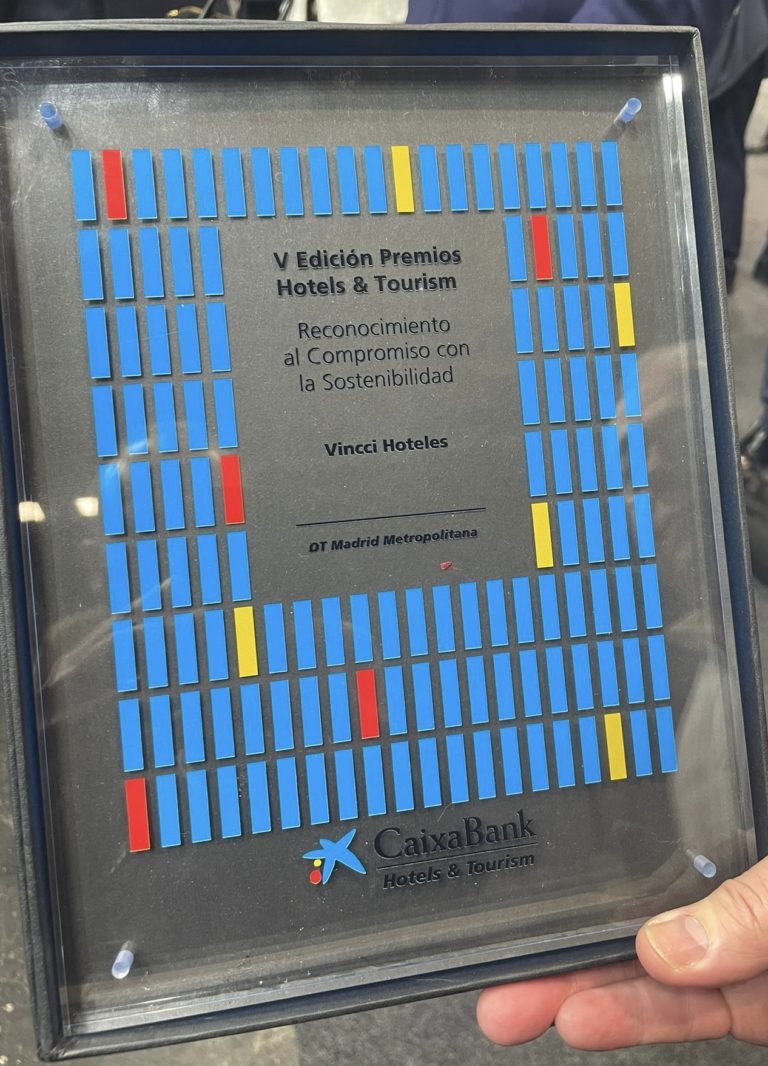 V Edición Premios
Hotels & Tourism
Reconocimiento
al Compromiso con
la Sostenibilidad
Vincci Hoteles
DT Madrid Metropolitana
CaixaBank
Hotels & Tourism